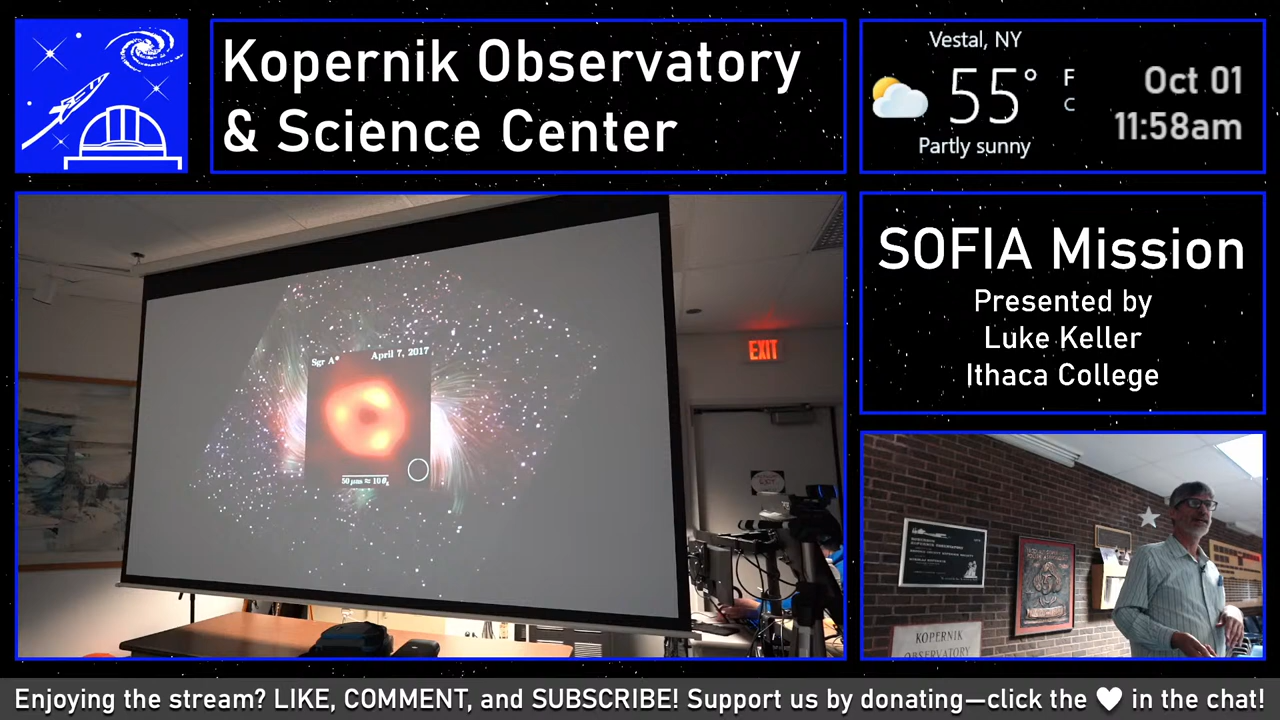 Kopernik Observatory
& Science Center
Vestal, NY
55° F
C
Partly sunny
Oct 01
11:58am
Sgr A* April 7, 2017
EXIT
SOFIA Mission
Presented by
Luke Keller
Ithaca College
KOPERNIK
OBSERVATORY
Enjoying the stream? LIKE, COMMENT, and SUBSCRIBE! Support us by donating—click the ♥ in the chat!